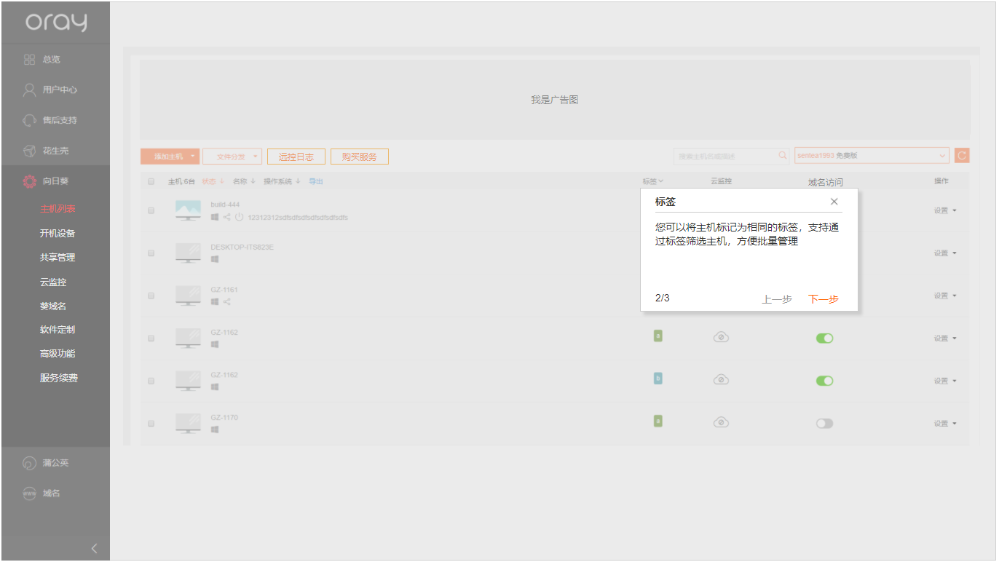 oray
总览
用户中心
售后支持
花生壳
向日葵
主机列表
开机设备
共享管理
云监控
葵域名
软件定制
高级功能
服务续费
蒲公英
www 域名
我是广告图
添加主机 文件分发 远控日志 购买服务 搜索主机名或描述 sentea1993 免费版
主机:6台 状态 名称 操作系统 导出 标签 云监控 域名访问 操作
build-444
12312312sdfsdfsdfsdfsdfsdfsdfs
设置
DESKTOP-ITS823E
设置
GZ-1161
设置
标签
您可以将主机标记为相同的标签，支持通
过标签筛选主机，方便批量管理
2/3 上一步 下一步
GZ-1162
a 设置
GZ-1162
b 设置
GZ-1170
a 设置